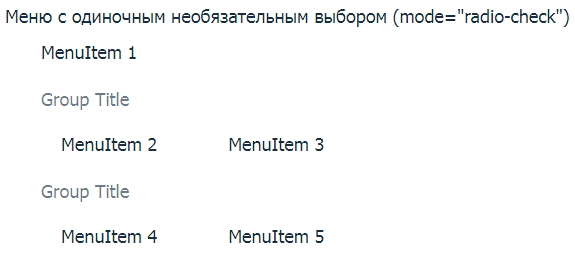 Меню с одиночным необязательным выбором (mode="radio-check")
MenuItem 1
Group Title
MenuItem 2 MenuItem 3
Group Title
MenuItem 4 MenuItem 5